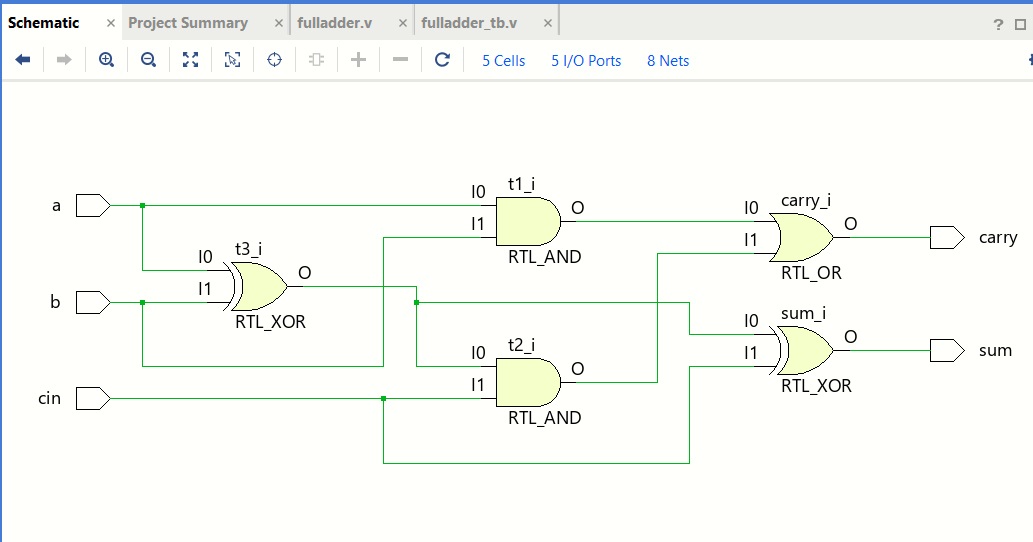 Schematic × Project Summary × fulladder.v × fulladder_tb.v ×
?
5 Cells 5 I/O Ports 8 Nets
t1_i
I0 O
a
I1
RTL_AND
carry_i
I0 O
carry
I1
RTL_OR
t3_i
I0 O
b
I1
RTL_XOR
sum_i
I0 O
sum
I1
RTL_XOR
t2_i
I0 O
cin
I1
RTL_AND